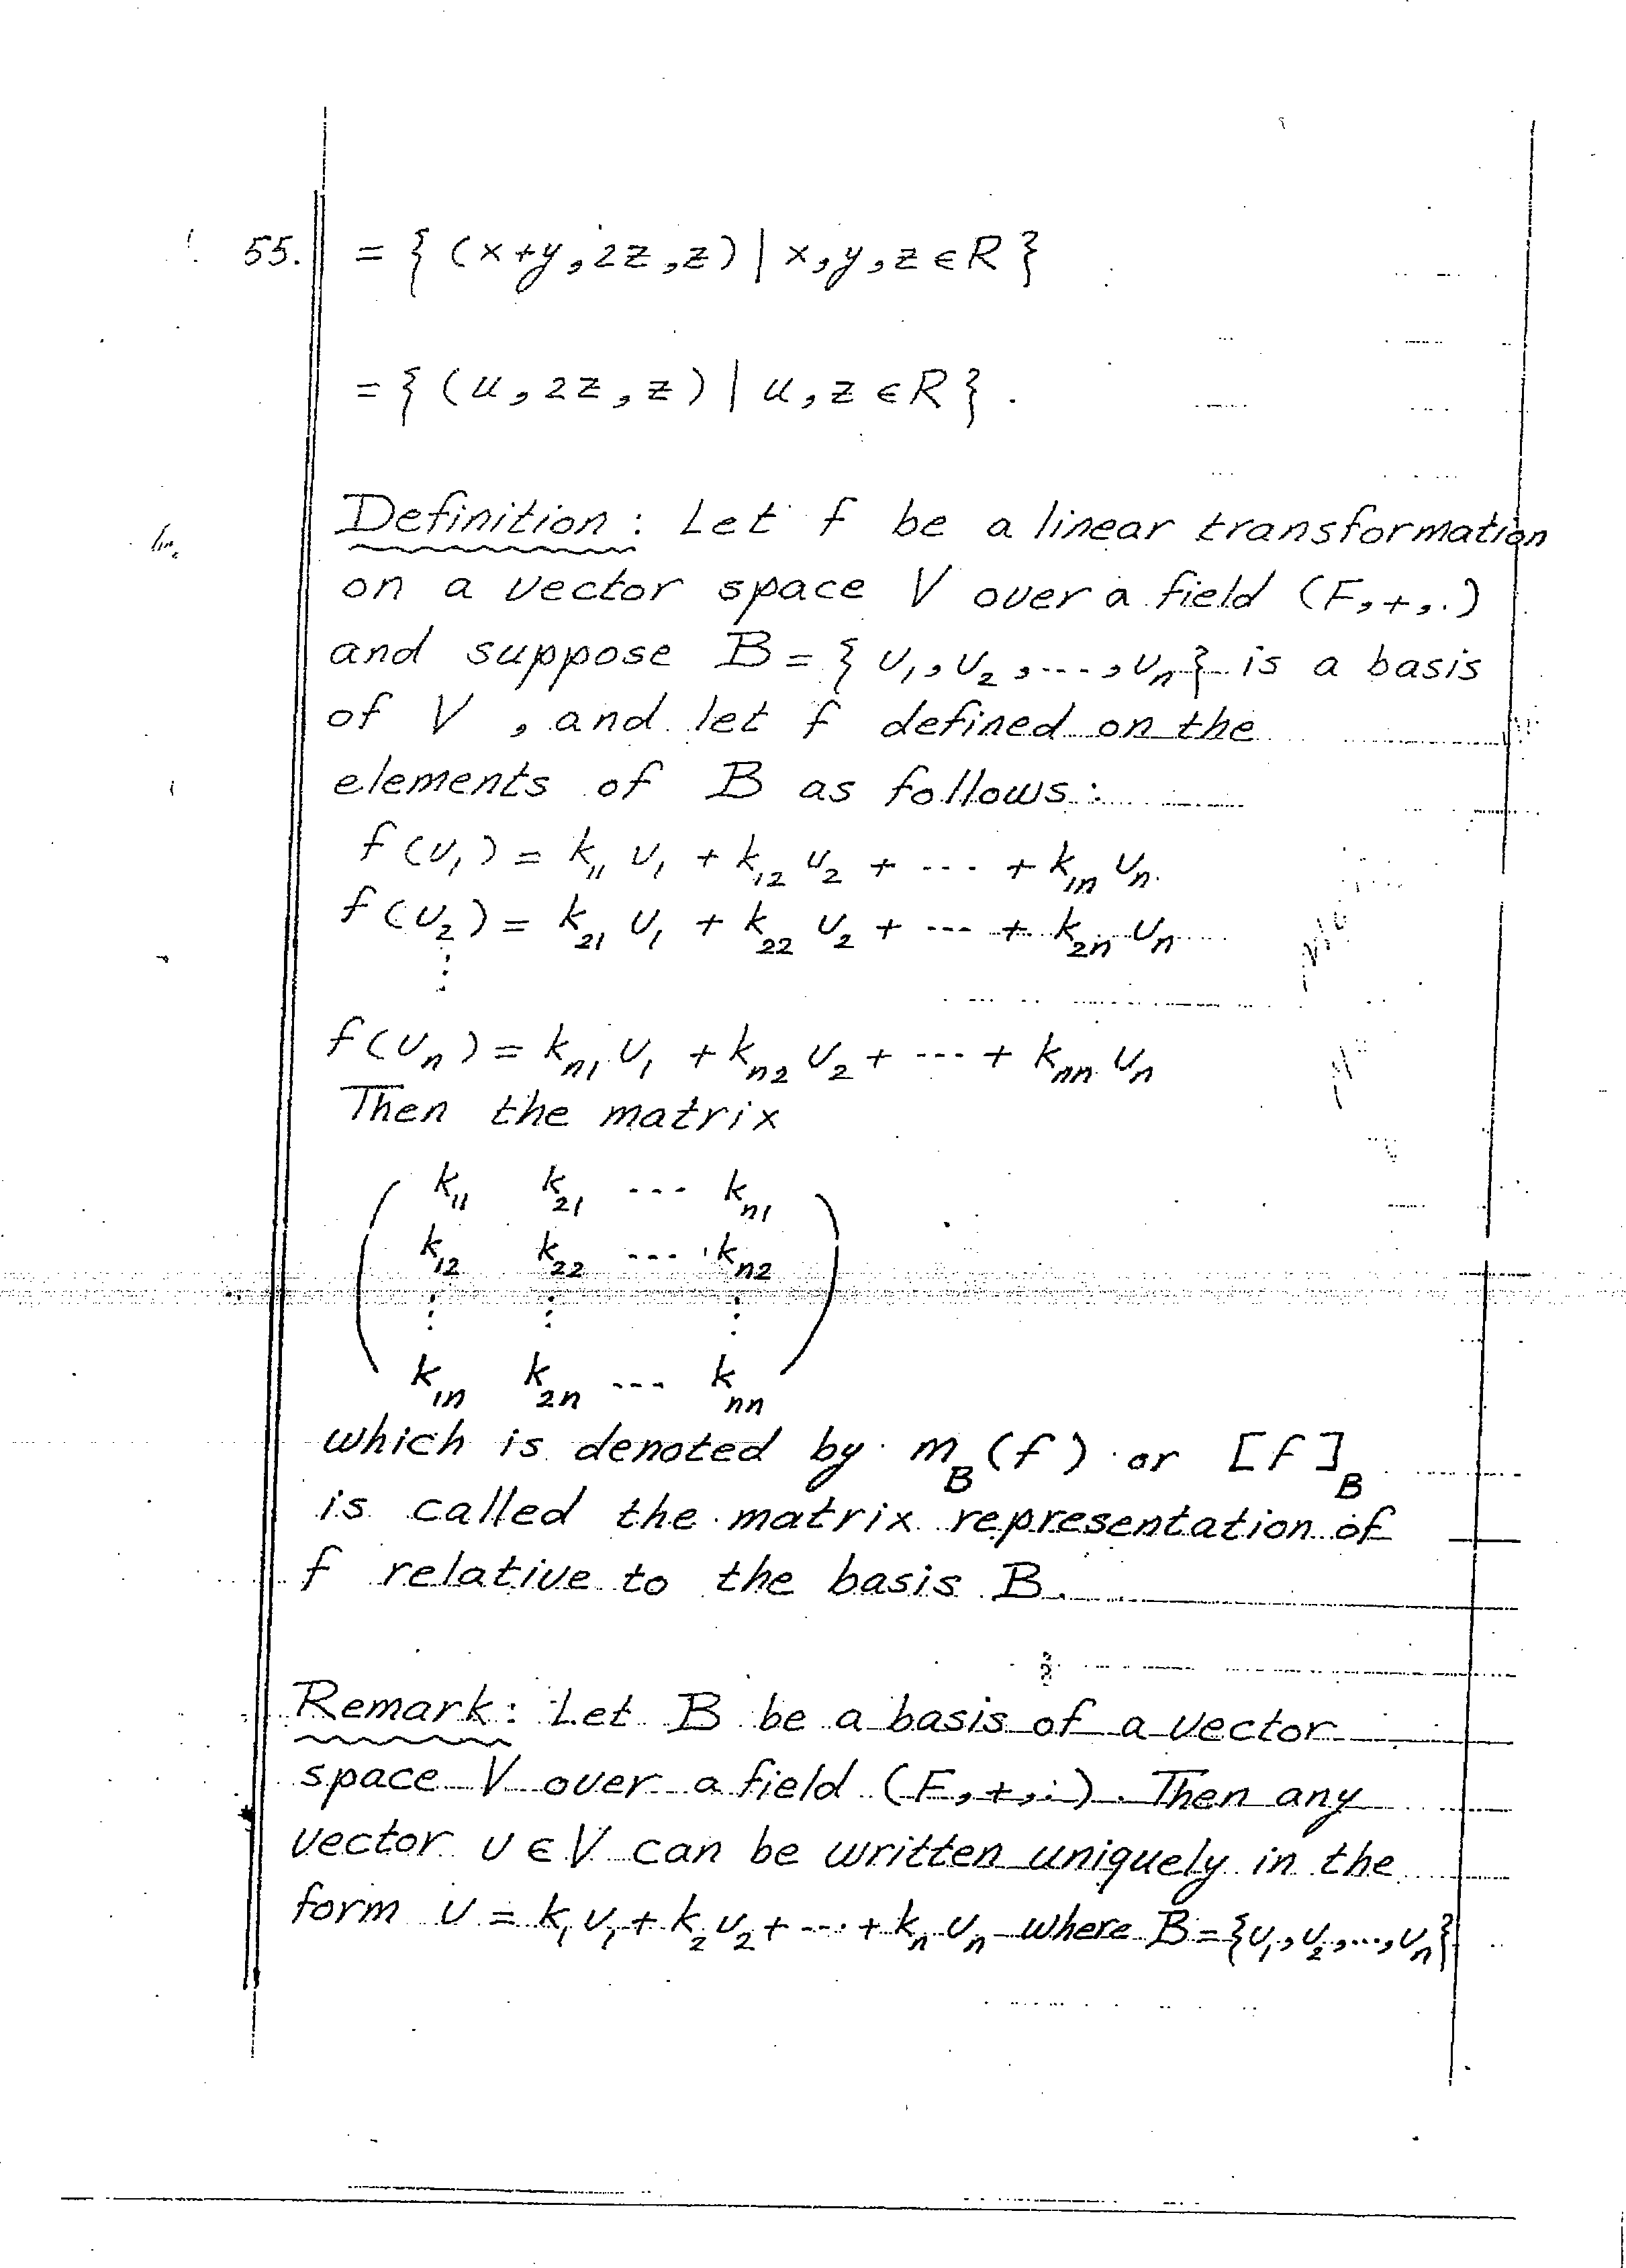 55. = { (x+y, 2z, z) | x, y, z ∈ R }
= { (u, 2z, z) | u, z ∈ R } .
Definition : Let f be a linear transformation
on a vector space V over a field (F, +, .)
and suppose B = { v₁, v₂, ..., vₙ } is a basis
of V , and let f defined on the
elements of B as follows :
f (v₁) = k₁₁ v₁ + k₁₂ v₂ + ... + k₁ₙ vₙ.
f (v₂) = k₂₁ v₁ + k₂₂ v₂ + ... + k₂ₙ vₙ
⋮
f (vₙ) = kₙ₁ v₁ + kₙ₂ v₂ + ... + kₙₙ vₙ
Then the matrix
( k₁₁ k₂₁ ... kₙ₁
k₁₂ k₂₂ ... kₙ₂
⋮ ⋮ ⋮
k₁ₙ k₂ₙ ... kₙₙ )
which is denoted by m_B (f) or [f]_B
is called the matrix representation of
f relative to the basis B.
Remark : Let B be a basis of a vector
space V over a field (F, +, .) . Then any
vector v ∈ V can be written uniquely in the
form v = k₁ v₁ + k₂ v₂ + ... + kₙ vₙ where B = {v₁, v₂, ..., vₙ}